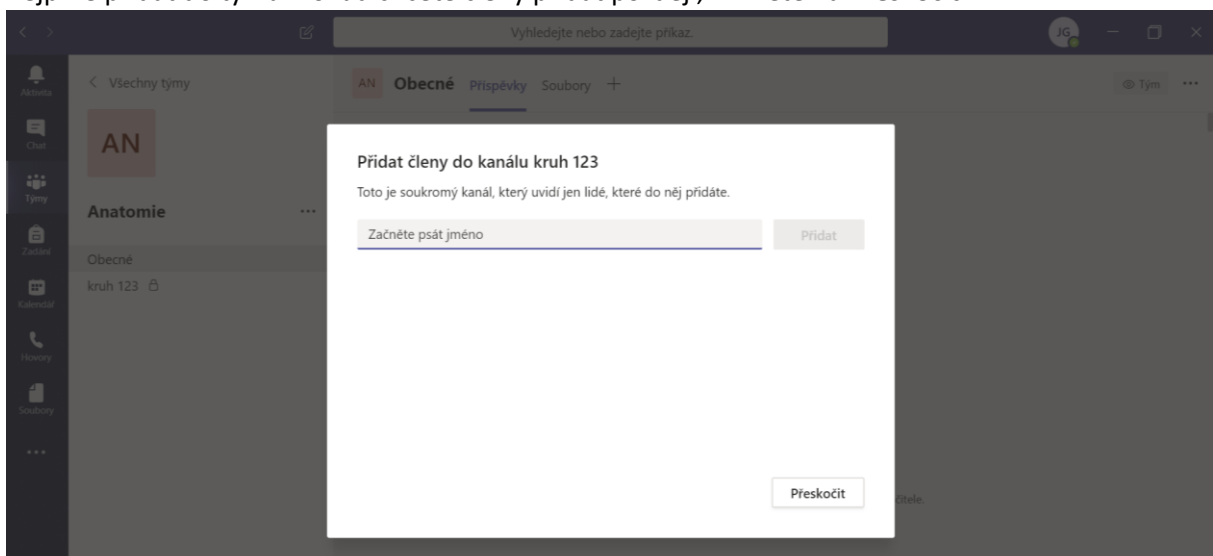 Vyhledejte nebo zadejte příkaz.
JG
Aktivita
Chat
Týmy
Zadání
Kalendář
Hovory
Soubory
Všechny týmy
AN
Anatomie
Obecné
kruh 123
AN Obecné Příspěvky Soubory
Tým
Přidat členy do kanálu kruh 123
Toto je soukromý kanál, který uvidí jen lidé, které do něj přidáte.
Začněte psát jméno
Přidat
Přeskočit